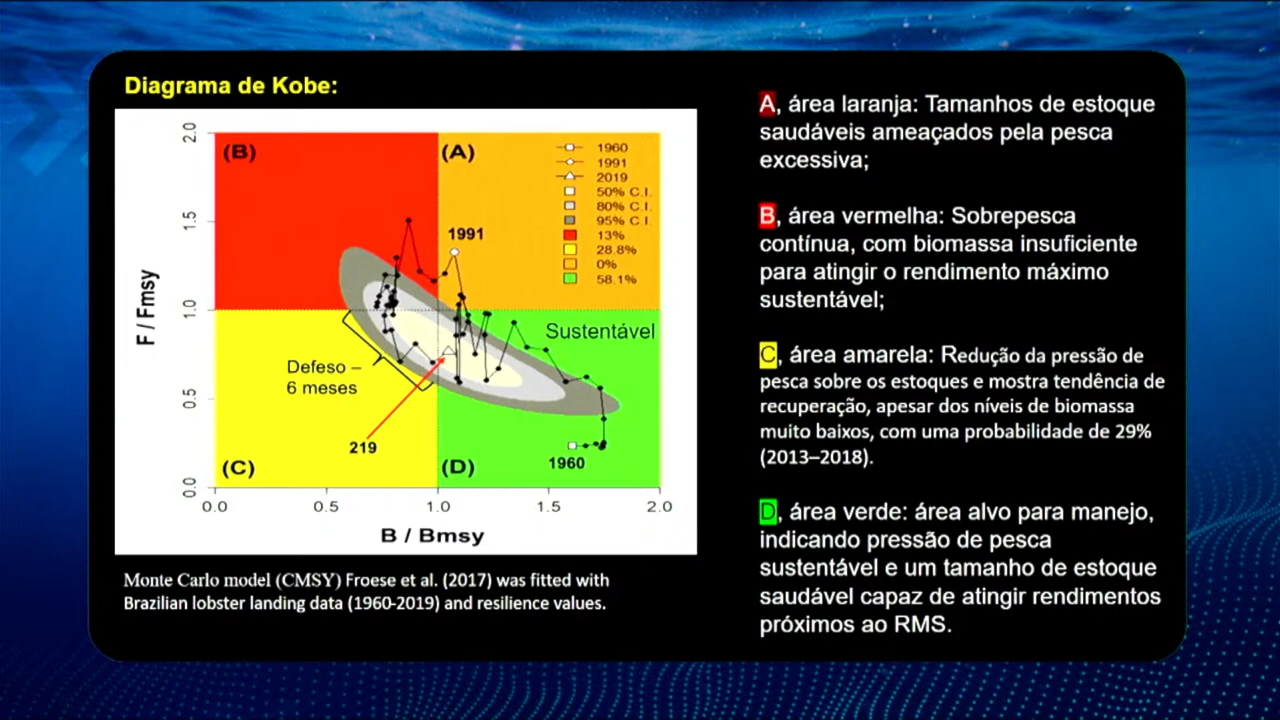 Diagrama de Kobe:
(B)
(A)
1960
1991
2019
50% C.I.
80% C.I.
95% C.I.
13%
28.8%
0%
58.1%
1991
Sustentável
Defeso –
6 meses
219
1960
(C)
(D)
2.0
1.5
1.0
0.5
0.0
F / Fmsy
0.0
0.5
1.0
1.5
2.0
B / Bmsy
Monte Carlo model (CMSY) Froese et al. (2017) was fitted with
Brazilian lobster landing data (1960-2019) and resilience values.
A, área laranja: Tamanhos de estoque
saudáveis ameaçados pela pesca
excessiva;
B, área vermelha: Sobrepesca
contínua, com biomassa insuficiente
para atingir o rendimento máximo
sustentável;
C, área amarela: Redução da pressão de
pesca sobre os estoques e mostra tendência de
recuperação, apesar dos níveis de biomassa
muito baixos, com uma probabilidade de 29%
(2013–2018).
D, área verde: área alvo para manejo,
indicando pressão de pesca
sustentável e um tamanho de estoque
saudável capaz de atingir rendimentos
próximos ao RMS.